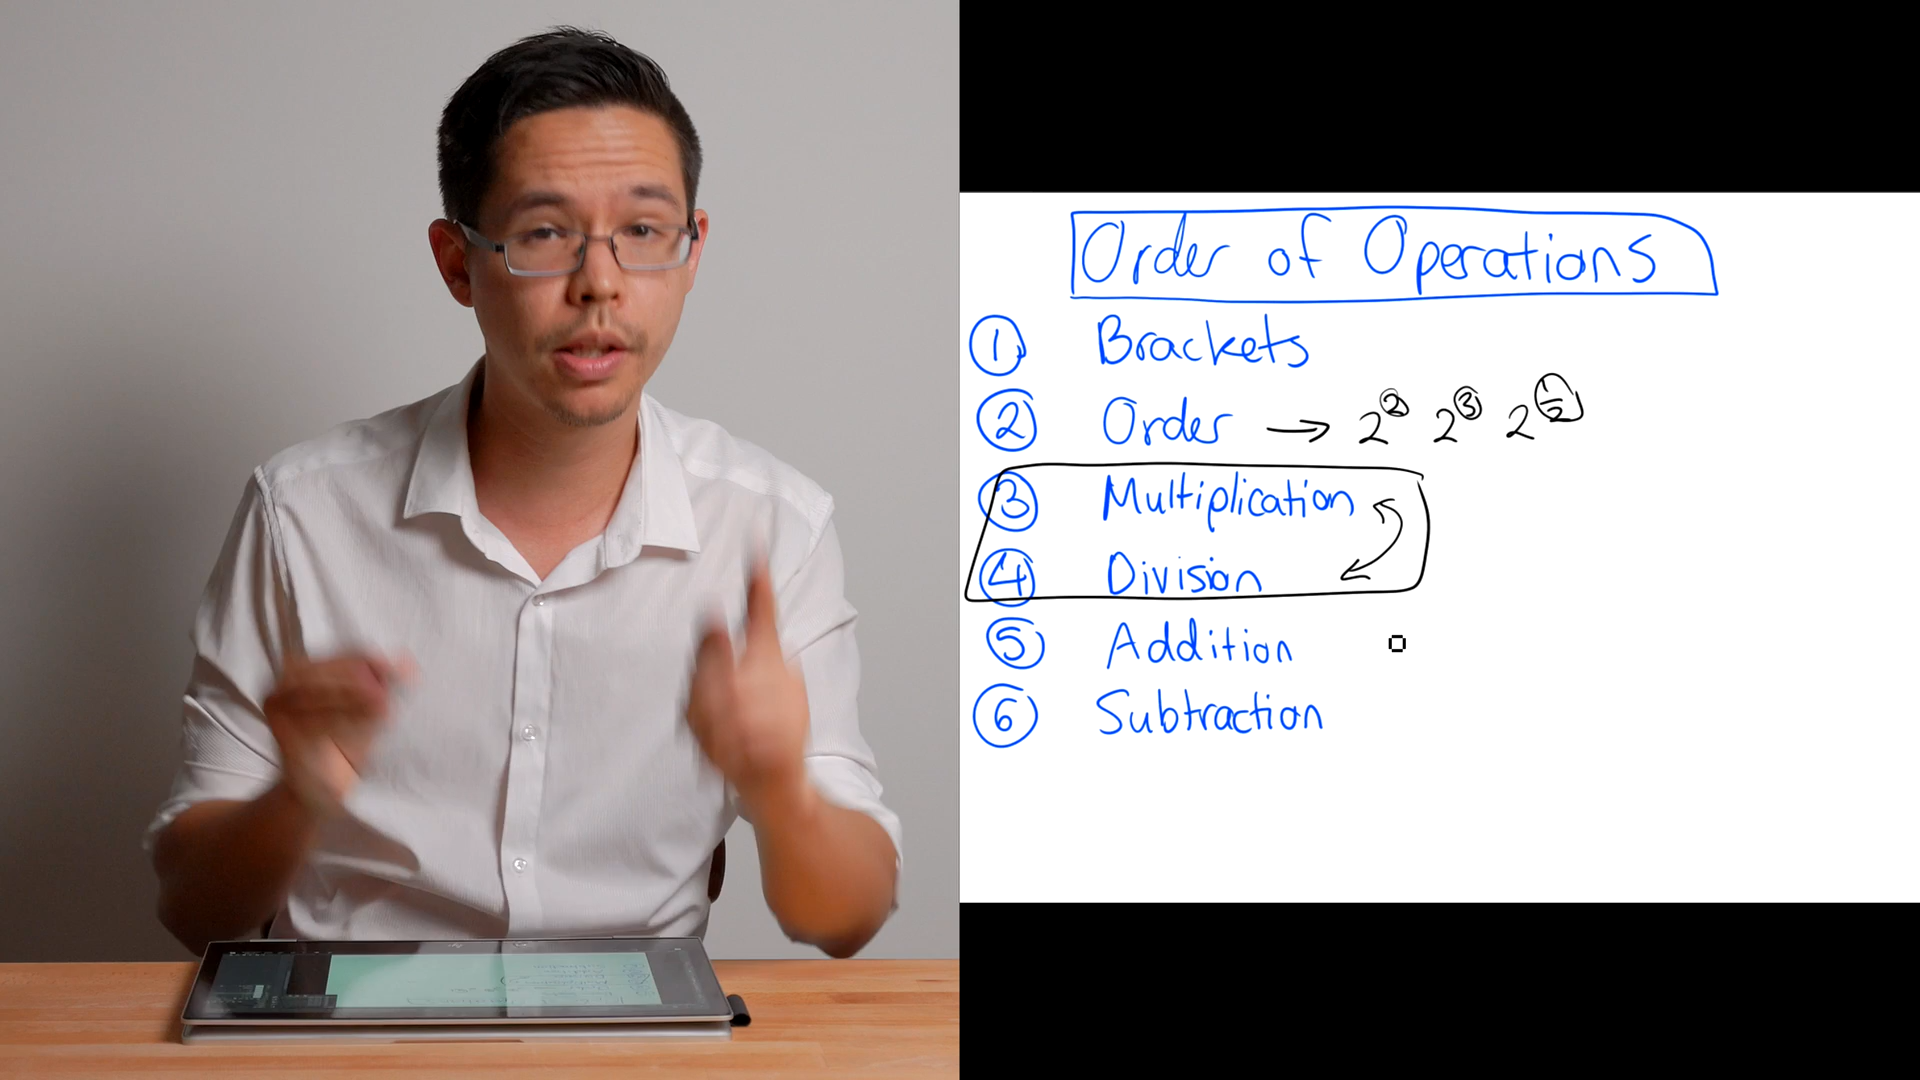 Order of Operations
1 Brackets
2 Order → 2² 2³ 2^½
3 Multiplication
4 Division
5 Addition
6 Subtraction